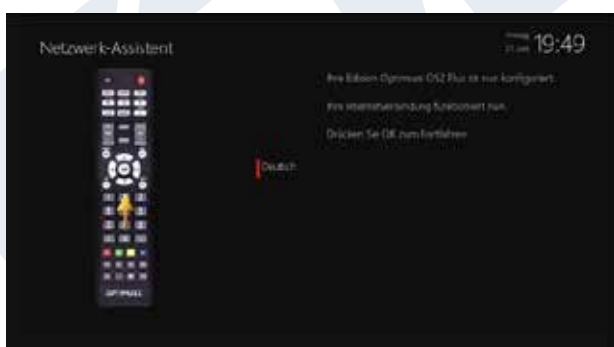 Netzwerk-Assistent
19:49
Ihre Edision Optimuss OS2 Plus ist nun konfiguriert.
Ihre Internetverbindung funktioniert nun.
Drücken Sie OK zum Fortfahren
Deutsch
OPTIMUSS